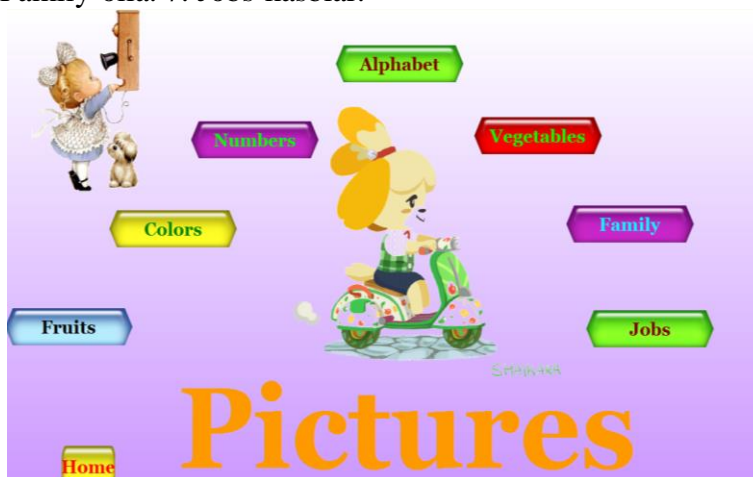 Alphabet
Numbers
Vegetables
Colors
Family
Fruits
Jobs
Pictures
Home